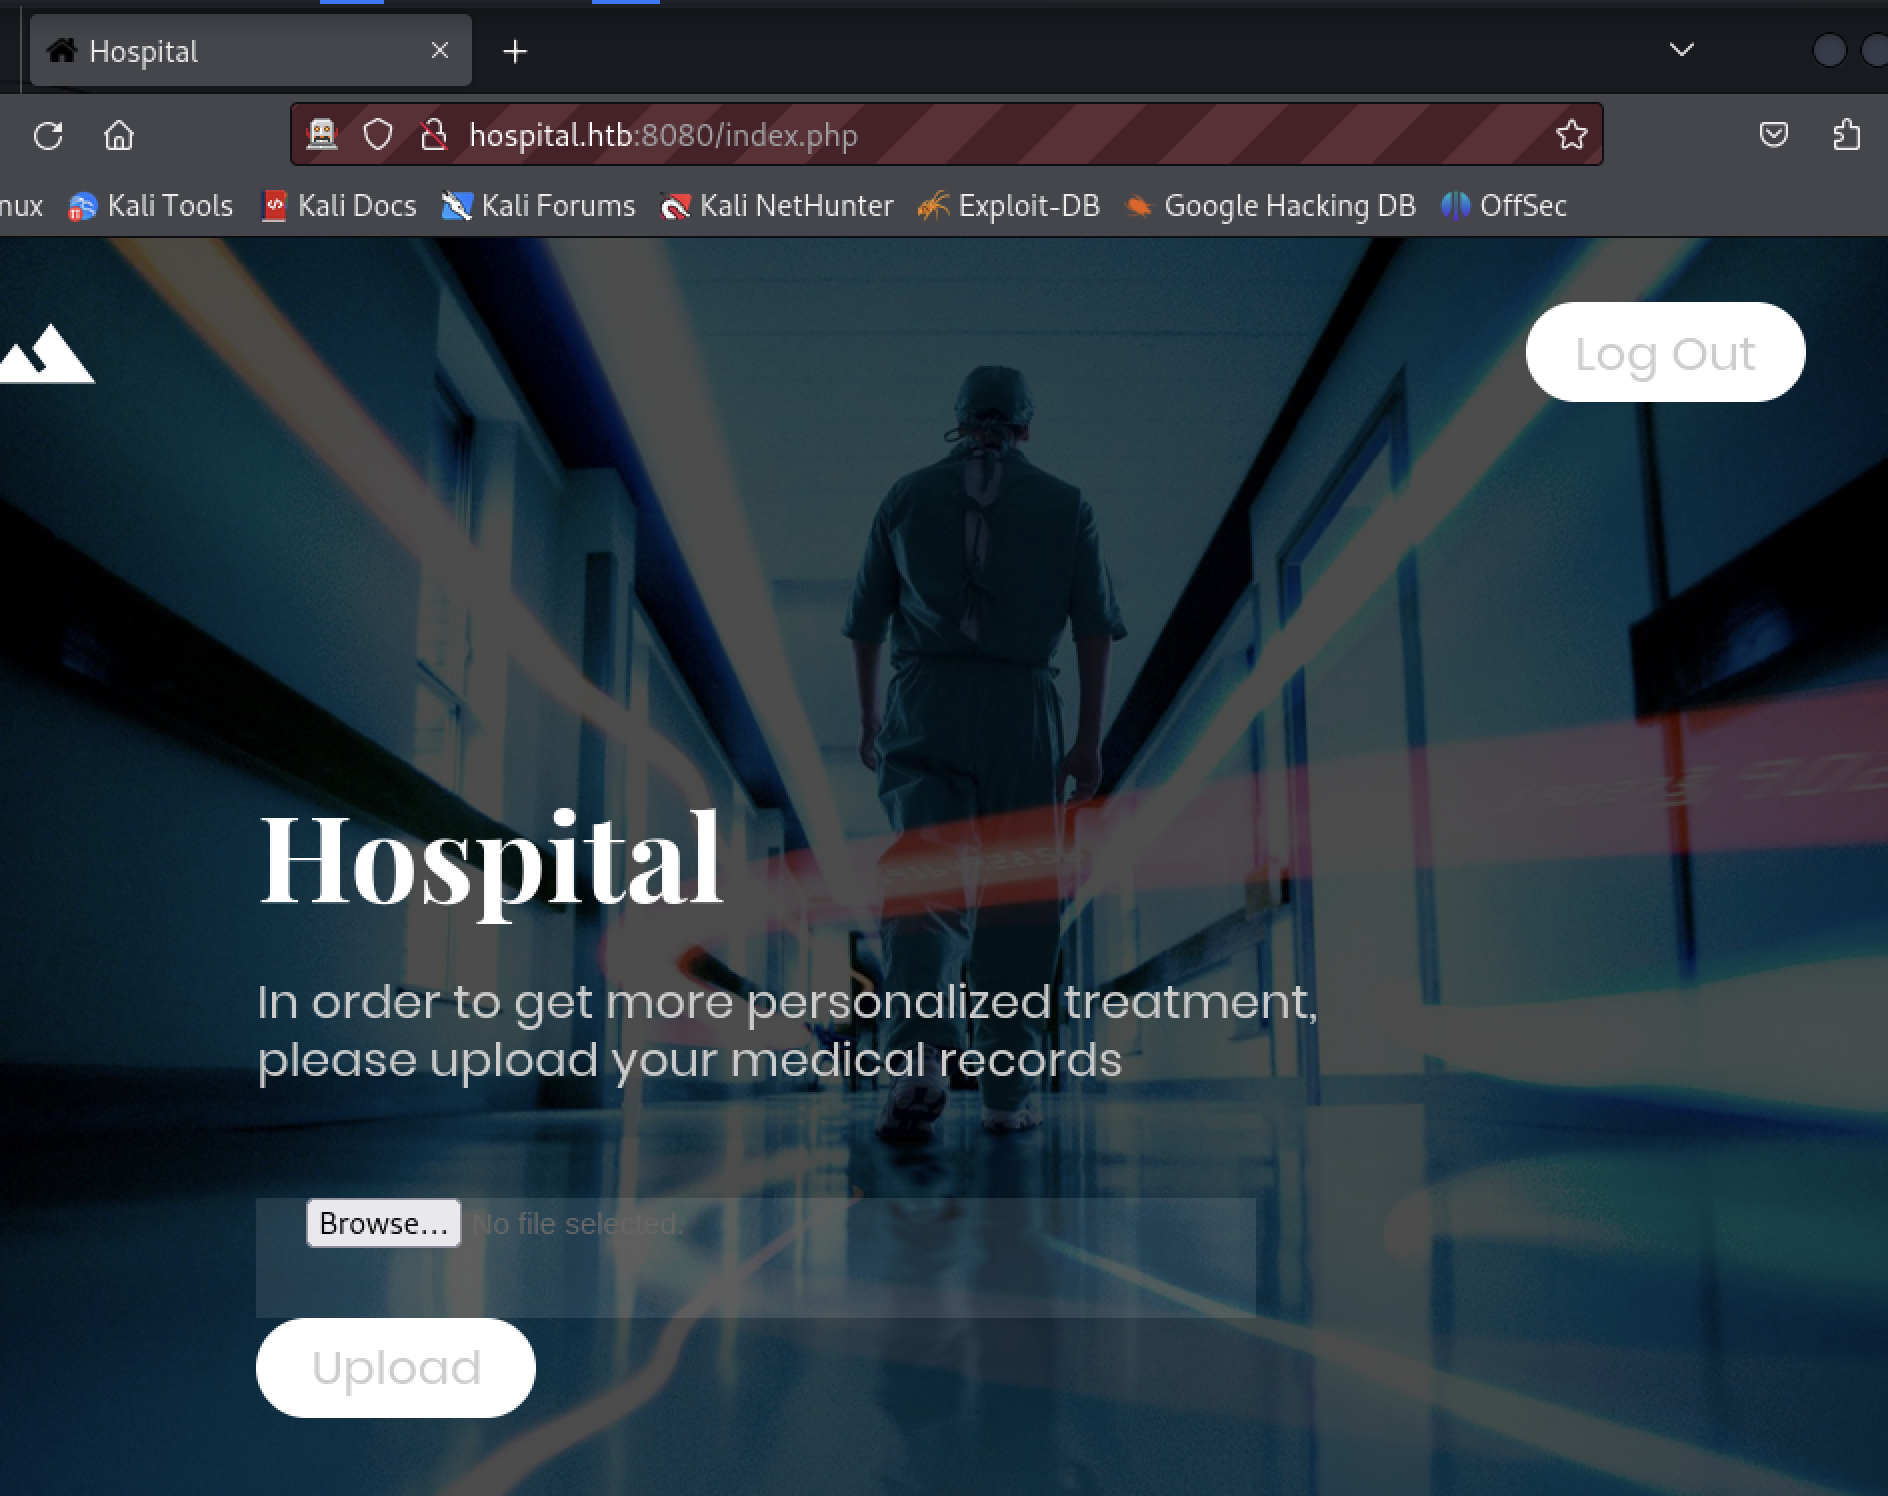 Hospital
hospital.htb:8080/index.php
nux Kali Tools Kali Docs Kali Forums Kali NetHunter Exploit-DB Google Hacking DB OffSec
Log Out
Hospital
In order to get more personalized treatment,
please upload your medical records
Browse... No file selected.
Upload